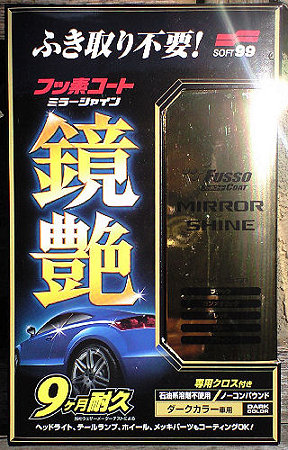 ふき取り不要!
SOFT99
フッ素コート
ミラーシャイン
鏡艶
FUSSO
COAT
MIRROR
SHINE
9ヶ月耐久
専用クロス付き
石油系溶剤不使用
ノーコンパウンド
ダークカラー車用
DARK
COLOR
ヘッドライト、テールランプ、ホイール、メッキパーツもコーティングOK!